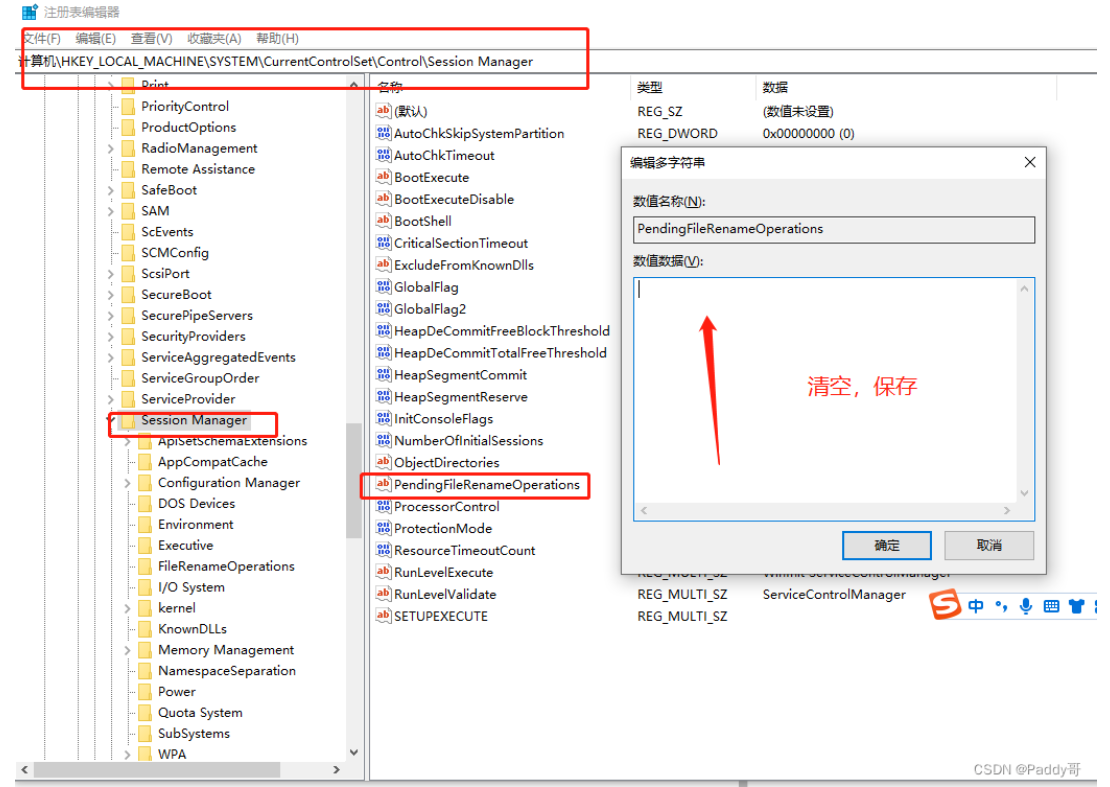 注册表编辑器
文件(F) 编辑(E) 查看(V) 收藏夹(A) 帮助(H)
计算机\HKEY_LOCAL_MACHINE\SYSTEM\CurrentControlSet\Control\Session Manager
Print
PriorityControl
ProductOptions
RadioManagement
Remote Assistance
SafeBoot
SAM
ScEvents
SCMConfig
ScsiPort
SecureBoot
SecurePipeServers
SecurityProviders
ServiceAggregatedEvents
ServiceGroupOrder
ServiceProvider
Session Manager
ApiSetSchemaExtensions
AppCompatCache
Configuration Manager
DOS Devices
Environment
Executive
FileRenameOperations
I/O System
kernel
KnownDLLs
Memory Management
NamespaceSeparation
Power
Quota System
SubSystems
WPA
名称 类型 数据
(默认) REG_SZ (数值未设置)
AutoChkSkipSystemPartition REG_DWORD 0x00000000 (0)
AutoChkTimeout
BootExecute
BootExecuteDisable
BootShell
CriticalSectionTimeout
ExcludeFromKnownDlls
GlobalFlag
GlobalFlag2
HeapDeCommitFreeBlockThreshold
HeapDeCommitTotalFreeThreshold
HeapSegmentCommit
HeapSegmentReserve
InitConsoleFlags
NumberOfInitialSessions
ObjectDirectories
PendingFileRenameOperations
ProcessorControl
ProtectionMode
ResourceTimeoutCount
RunLevelExecute REG_MULTI_SZ WinInit ServiceControlManager
RunLevelValidate REG_MULTI_SZ ServiceControlManager
SETUPEXECUTE REG_MULTI_SZ
编辑多字符串
数值名称(N):
PendingFileRenameOperations
数值数据(V):
清空，保存
确定 取消
中
CSDN @Paddy哥